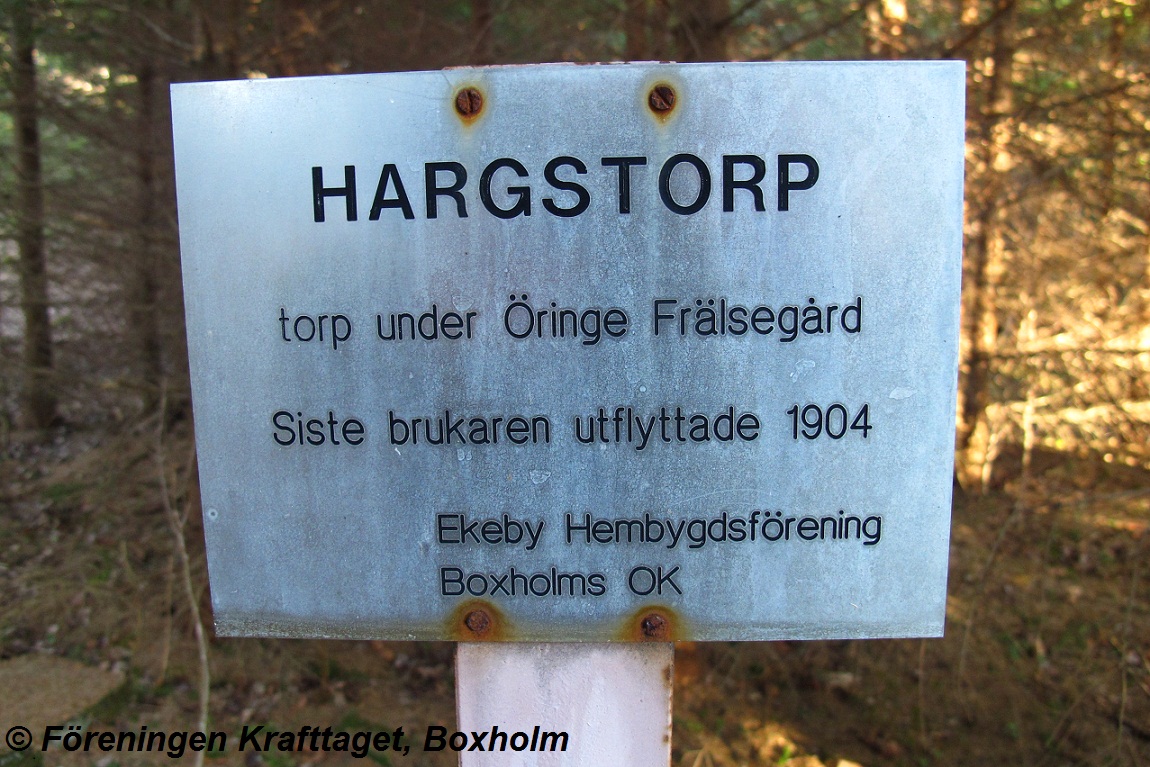 HARGSTORP
torp under Öringe Frälsegård
Siste brukaren utflyttade 1904
Ekeby Hembygdsförening
Boxholms OK
© Föreningen Krafttaget, Boxholm